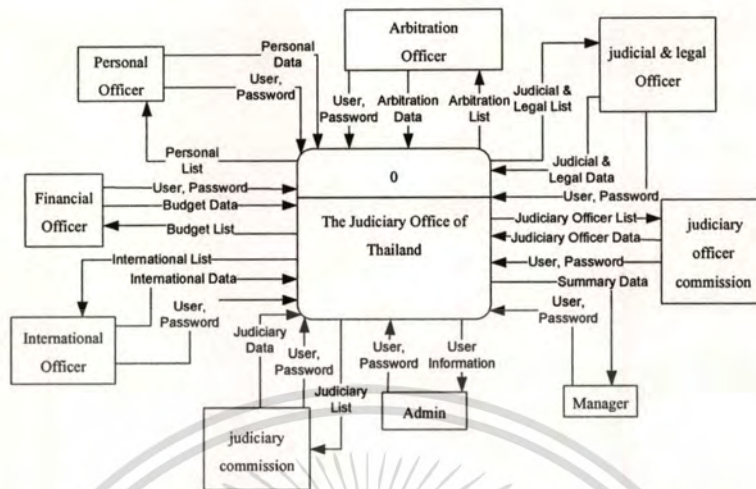 Arbitration
Officer
judicial & legal
Officer
Personal
Officer
Personal
Data
User,
Password
User,
Password
Arbitration
Data
Arbitration
List
Judicial &
Legal List
Personal
List
0
Judicial &
Legal Data
User, Password
Financial
Officer
User, Password
Budget Data
Budget List
The Judiciary Office of
Thailand
Judiciary Officer List
Judiciary Officer Data
User, Password
Summary Data
judiciary
officer
commission
International List
International Data
User,
Password
International
Officer
User,
Password
Judiciary
Data
User,
Password
Judiciary
List
User,
Password
User
Information
judiciary
commission
Admin
Manager